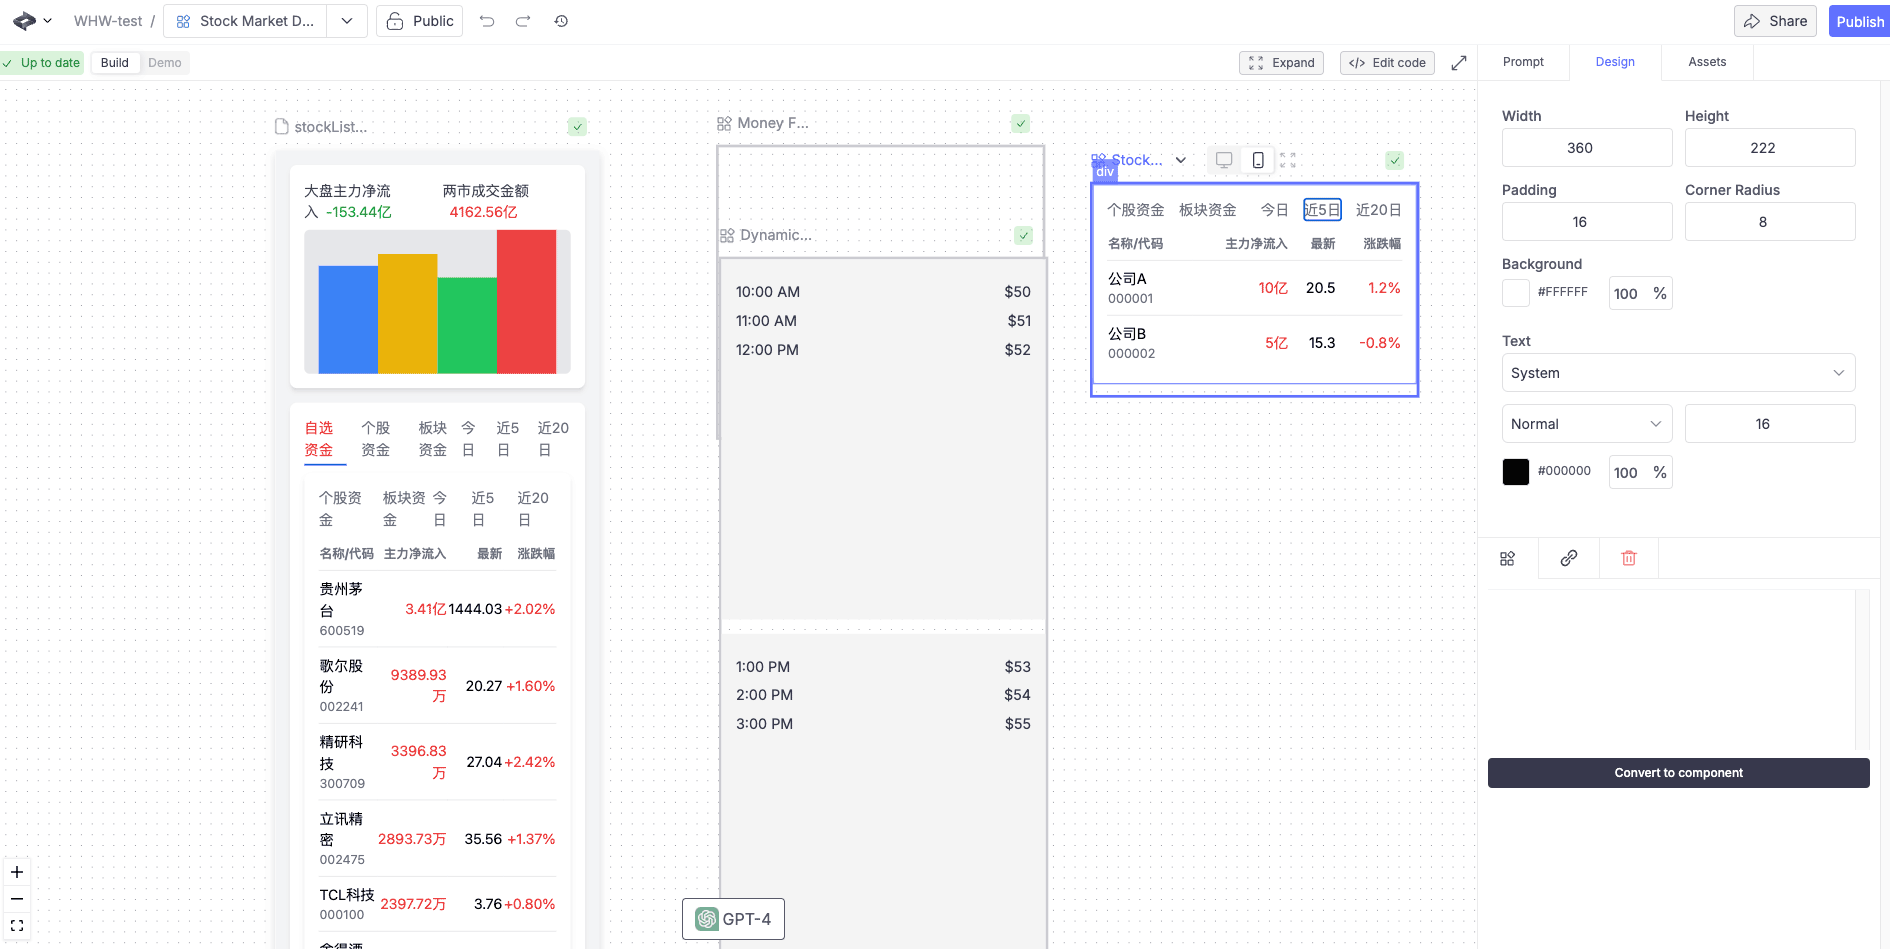 WHW-test / Stock Market D... Public Share Publish
Up to date Build Demo Expand </> Edit code Prompt Design Assets
stockList...
大盘主力净流
入 -153.44亿
两市成交金额
4162.56亿
自选
资金
个股
资金
板块
资金
今
日
近5
日
近20
日
个股资
金
板块资
金
今
日
近5
日
近20
日
名称/代码 主力净流入 最新 涨跌幅
贵州茅
台
600519
3.41亿 1444.03 +2.02%
歌尔股
份
002241
9389.93
万
20.27 +1.60%
精研科
技
300709
3396.83
万
27.04 +2.42%
立讯精
密
002475
2893.73万 35.56 +1.37%
TCL科技
000100
2397.72万 3.76 +0.80%
Money F...
Dynamic...
10:00 AM $50
11:00 AM $51
12:00 PM $52
1:00 PM $53
2:00 PM $54
3:00 PM $55
GPT-4
Stock...
div
个股资金 板块资金 今日 近5日 近20日
名称/代码 主力净流入 最新 涨跌幅
公司A
000001
10亿 20.5 1.2%
公司B
000002
5亿 15.3 -0.8%
Width Height
360 222
Padding Corner Radius
16 8
Background
#FFFFFF 100 %
Text
System
Normal 16
#000000 100 %
Convert to component